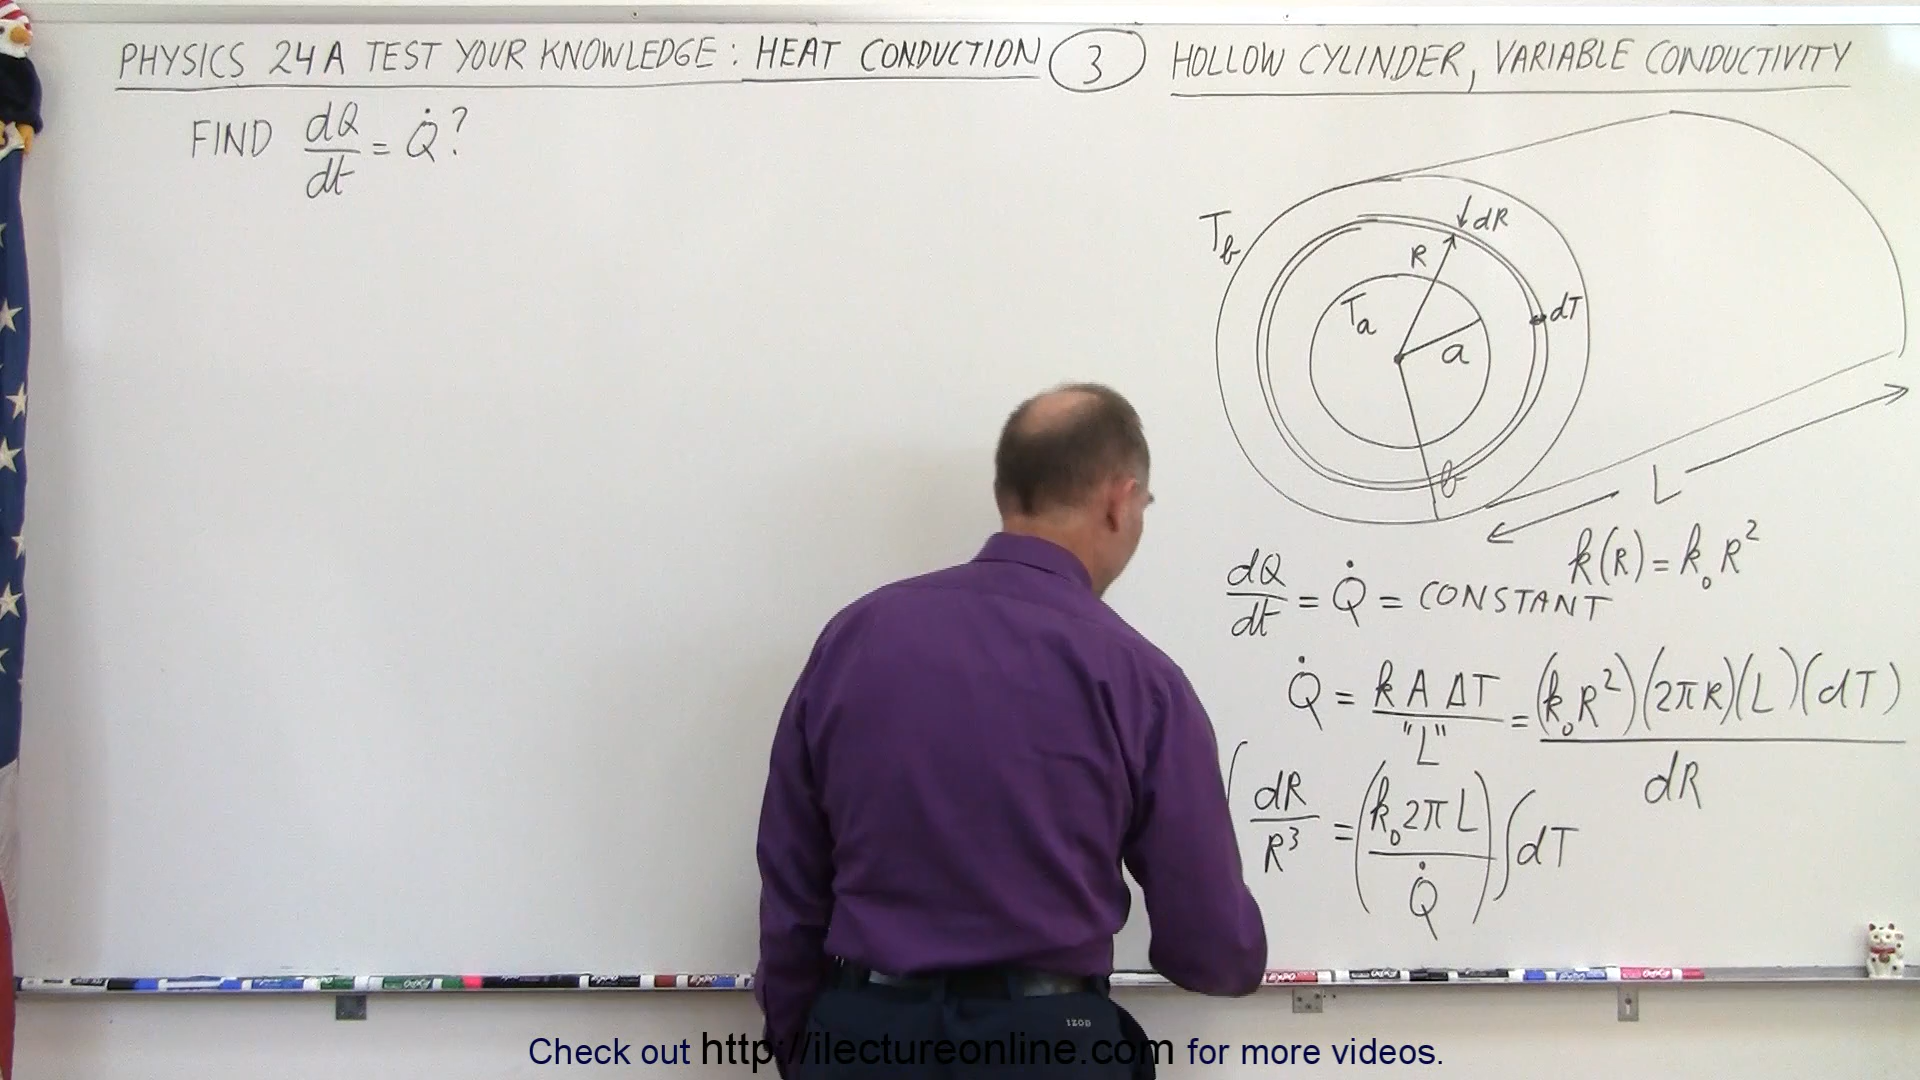 PHYSICS 24A TEST YOUR KNOWLEDGE: HEAT CONDUCTION 3 HOLLOW CYLINDER, VARIABLE CONDUCTIVITY
FIND dQ/dt = Q̇?
T_b
dR
R
T_a
dT
a
b
L
k(R) = k₀R²
dQ/dt = Q̇ = CONSTANT
Q̇ = k A ΔT / "L" = (k₀R²)(2πR)(L)(dT) / dR
∫ dR/R³ = (k₀2πL / Q̇) ∫dT
IZOD
Check out http://ilectureonline.com for more videos.